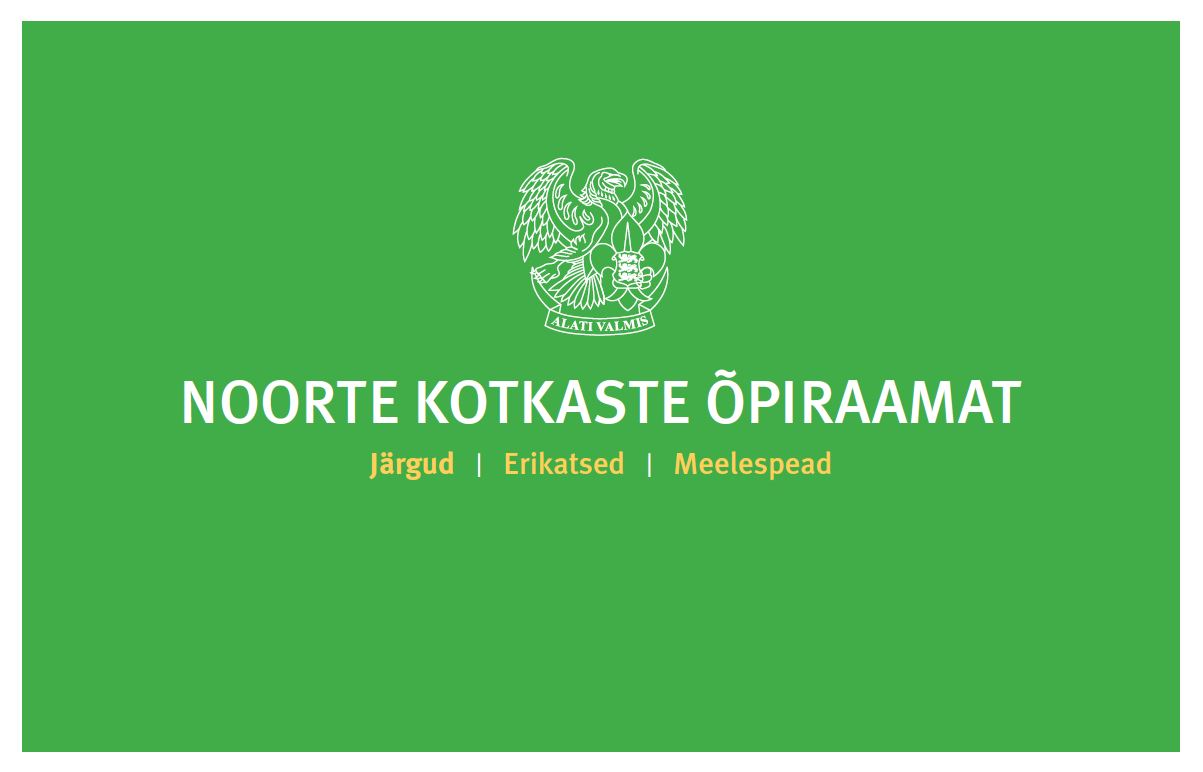 ALATI VALMIS
NOORTE KOTKASTE ÕPIRAAMAT
Järgud | Erikatsed | Meelespead